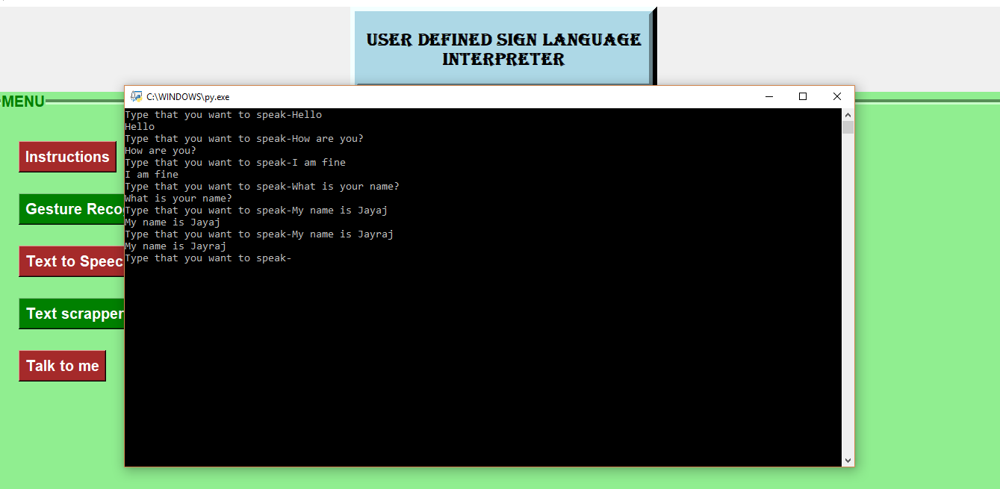 USER DEFINED SIGN LANGUAGE
INTERPRETER
MENU
Instructions
Gesture Recog
Text to Speec
Text scrapper
Talk to me
C:\WINDOWS\py.exe
Type that you want to speak-Hello
Hello
Type that you want to speak-How are you?
How are you?
Type that you want to speak-I am fine
I am fine
Type that you want to speak-What is your name?
What is your name?
Type that you want to speak-My name is Jayaj
My name is Jayaj
Type that you want to speak-My name is Jayraj
My name is Jayraj
Type that you want to speak-